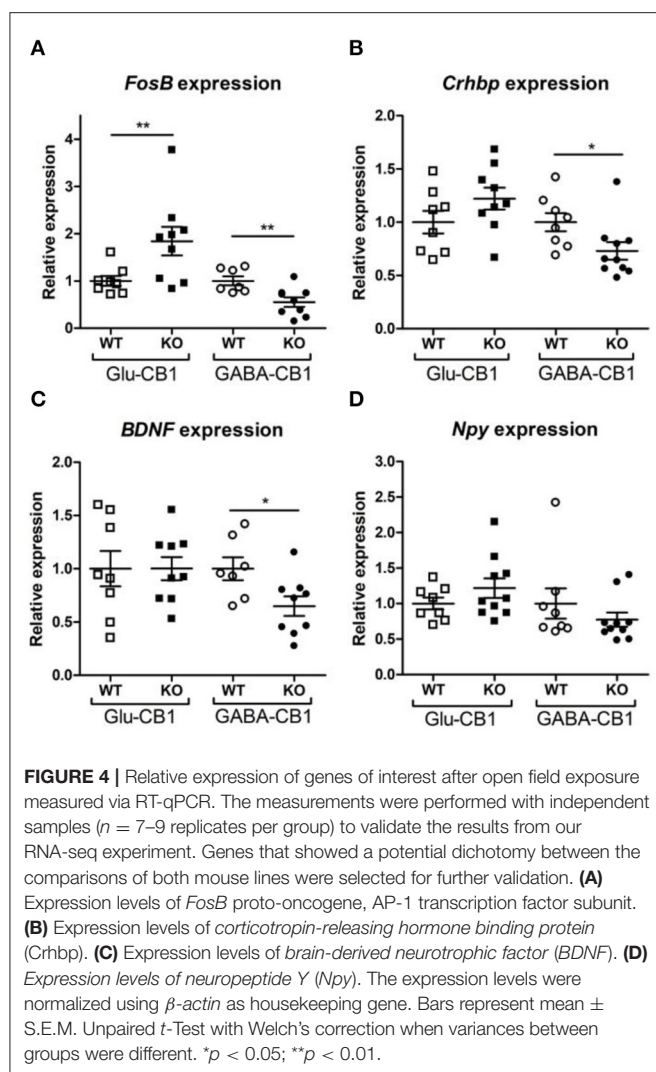 A
FosB expression
Relative expression
4
3
2
1
0
**
**
WT KO WT KO
Glu-CB1 GABA-CB1
B
Crhbp expression
Relative expression
2.0
1.5
1.0
0.5
0.0
*
WT KO WT KO
Glu-CB1 GABA-CB1
C
BDNF expression
Relative expression
2.0
1.5
1.0
0.5
0.0
*
WT KO WT KO
Glu-CB1 GABA-CB1
D
Npy expression
Relative expression
3.0
2.5
2.0
1.5
1.0
0.5
0.0
WT KO WT KO
Glu-CB1 GABA-CB1
FIGURE 4 | Relative expression of genes of interest after open field exposure
measured via RT-qPCR. The measurements were performed with independent
samples (n = 7–9 replicates per group) to validate the results from our
RNA-seq experiment. Genes that showed a potential dichotomy between the
comparisons of both mouse lines were selected for further validation. (A)
Expression levels of FosB proto-oncogene, AP-1 transcription factor subunit.
(B) Expression levels of corticotropin-releasing hormone binding protein
(Crhbp). (C) Expression levels of brain-derived neurotrophic factor (BDNF). (D)
Expression levels of neuropeptide Y (Npy). The expression levels were
normalized using β-actin as housekeeping gene. Bars represent mean ±
S.E.M. Unpaired t-Test with Welch's correction when variances between
groups were different. *p < 0.05; **p < 0.01.